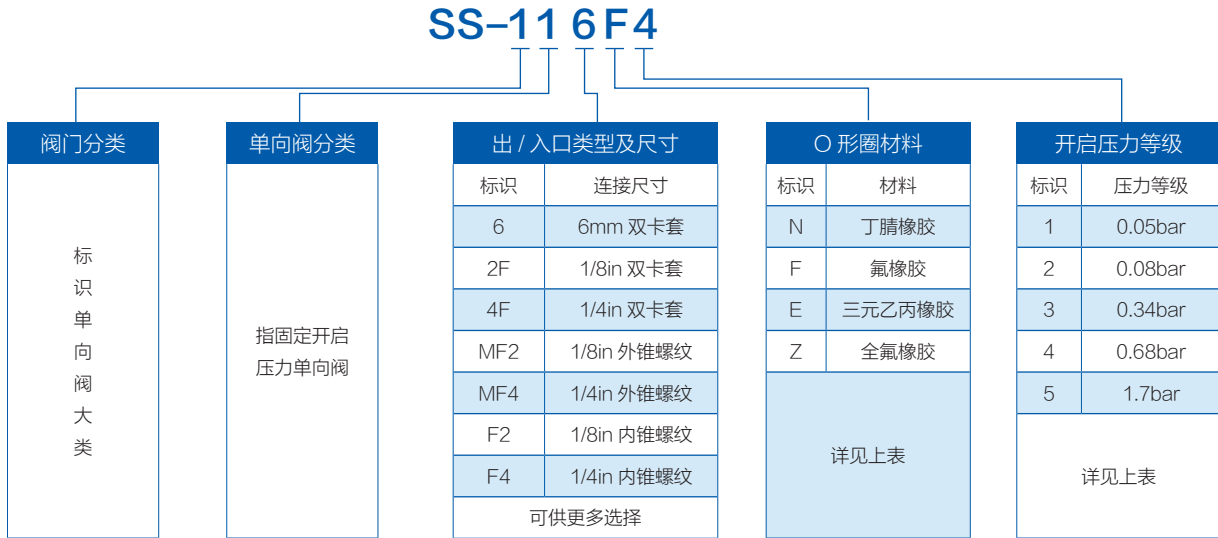 SS-11 6 F 4
阀门分类
标
识
单
向
阀
大
类
单向阀分类
指固定开启
压力单向阀
出 / 入口类型及尺寸
标识 连接尺寸
6 6mm 双卡套
2F 1/8in 双卡套
4F 1/4in 双卡套
MF2 1/8in 外锥螺纹
MF4 1/4in 外锥螺纹
F2 1/8in 内锥螺纹
F4 1/4in 内锥螺纹
可供更多选择
O 形圈材料
标识 材料
N 丁腈橡胶
F 氟橡胶
E 三元乙丙橡胶
Z 全氟橡胶
详见上表
开启压力等级
标识 压力等级
1 0.05bar
2 0.08bar
3 0.34bar
4 0.68bar
5 1.7bar
详见上表